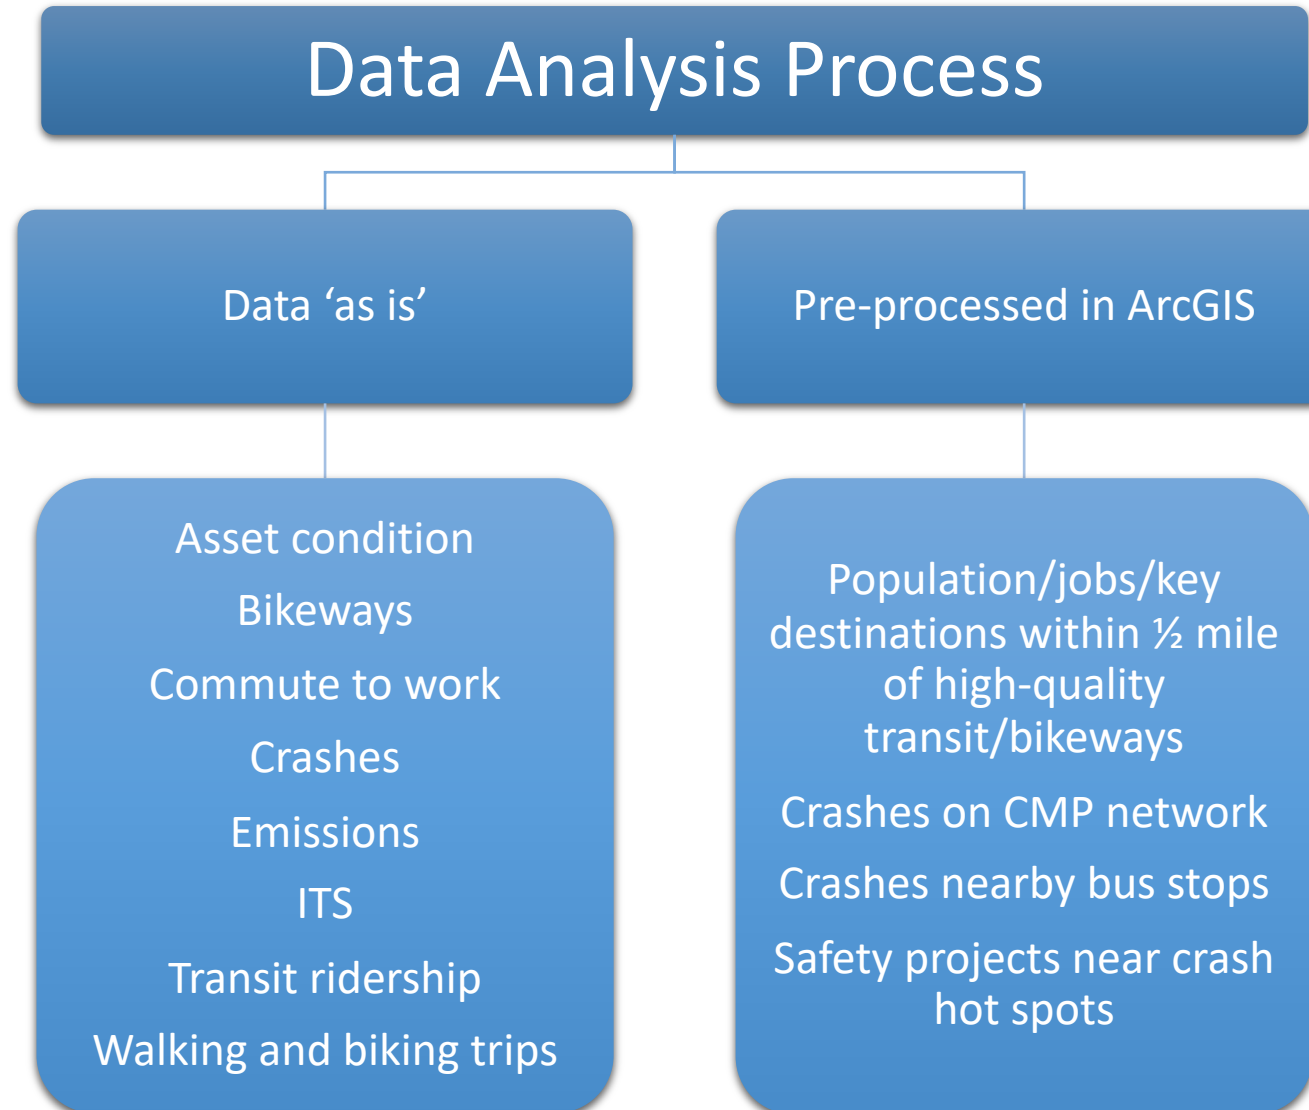 Data Analysis Process
Data ‘as is’
Pre-processed in ArcGIS
Asset condition
Bikeways
Commute to work
Crashes
Emissions
ITS
Transit ridership
Walking and biking trips
Population/jobs/key
destinations within ½ mile
of high-quality
transit/bikeways
Crashes on CMP network
Crashes nearby bus stops
Safety projects near crash
hot spots